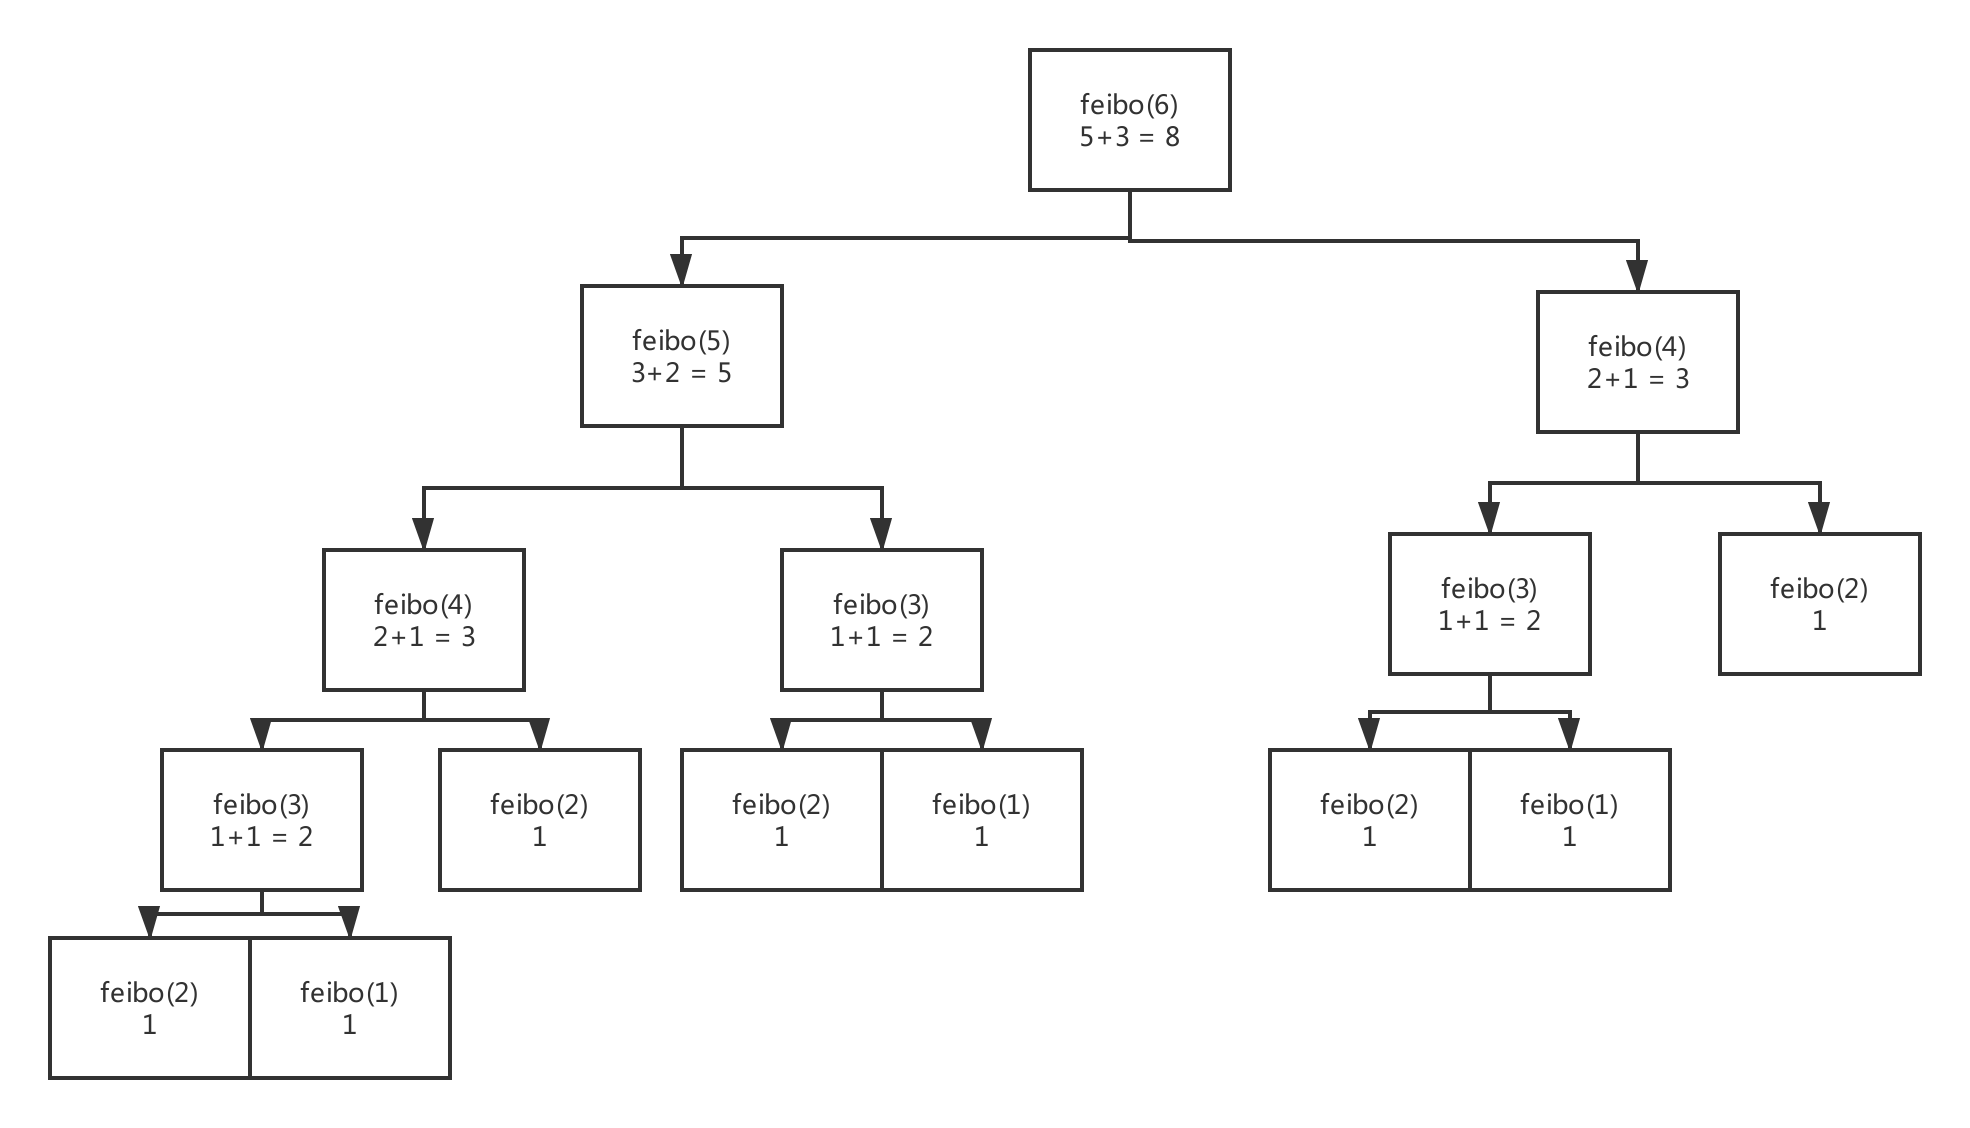 feibo(6)
5+3 = 8
feibo(5)
3+2 = 5
feibo(4)
2+1 = 3
feibo(4)
2+1 = 3
feibo(3)
1+1 = 2
feibo(3)
1+1 = 2
feibo(2)
1
feibo(3)
1+1 = 2
feibo(2)
1
feibo(2)
1
feibo(1)
1
feibo(2)
1
feibo(1)
1
feibo(2)
1
feibo(1)
1